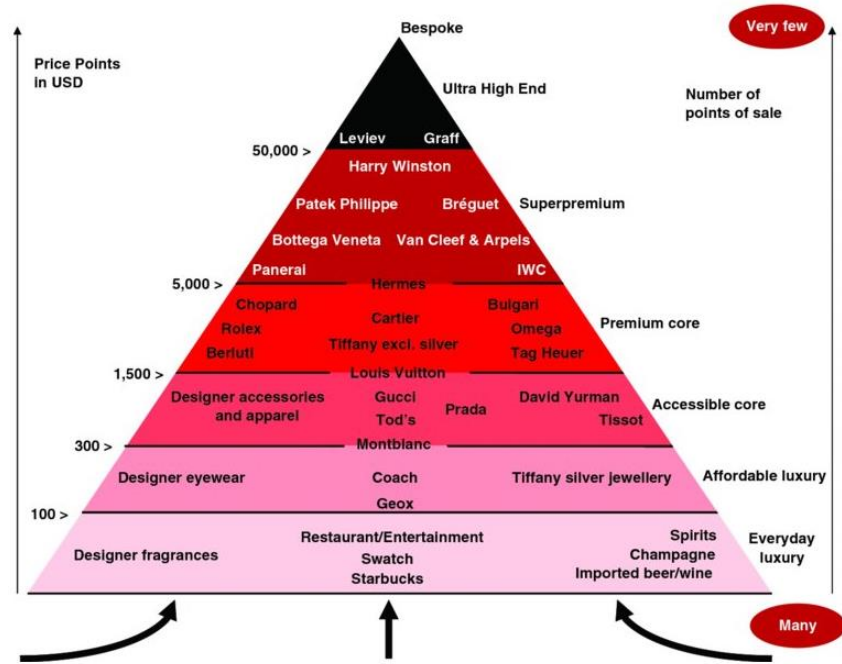 Bespoke
Very few
Price Points
in USD
Ultra High End
Number of
points of sale
Leviev Graff
50,000 >
Harry Winston
Patek Philippe Bréguet Superpremium
Bottega Veneta Van Cleef & Arpels
Panerai IWC
5,000 > Hermes
Chopard Bulgari
Cartier
Rolex Omega Premium core
Tiffany excl. silver
Berluti Tag Heuer
1,500 > Louis Vuitton
Designer accessories
and apparel
Gucci
Tod's
Prada
David Yurman
Tissot
Accessible core
300 > Montblanc
Designer eyewear Coach Tiffany silver jewellery Affordable luxury
Geox
100 >
Designer fragrances
Restaurant/Entertainment
Swatch
Starbucks
Spirits
Champagne
Imported beer/wine
Everyday
luxury
Many